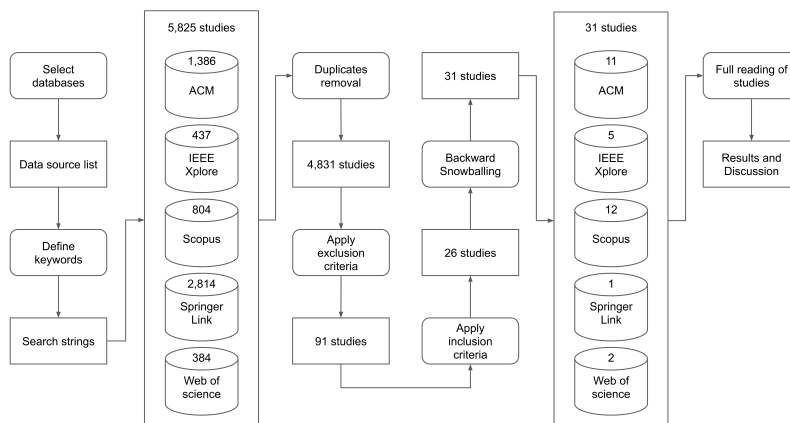 Select
databases
Data source list
Define
keywords
Search strings
5,825 studies
1,386
ACM
437
IEEE
Xplore
804
Scopus
2,814
Springer
Link
384
Web of
science
Duplicates
removal
4,831 studies
Apply
exclusion
criteria
91 studies
31 studies
Backward
Snowballing
26 studies
Apply
inclusion
criteria
31 studies
11
ACM
5
IEEE
Xplore
12
Scopus
1
Springer
Link
2
Web of
science
Full reading of
studies
Results and
Discussion